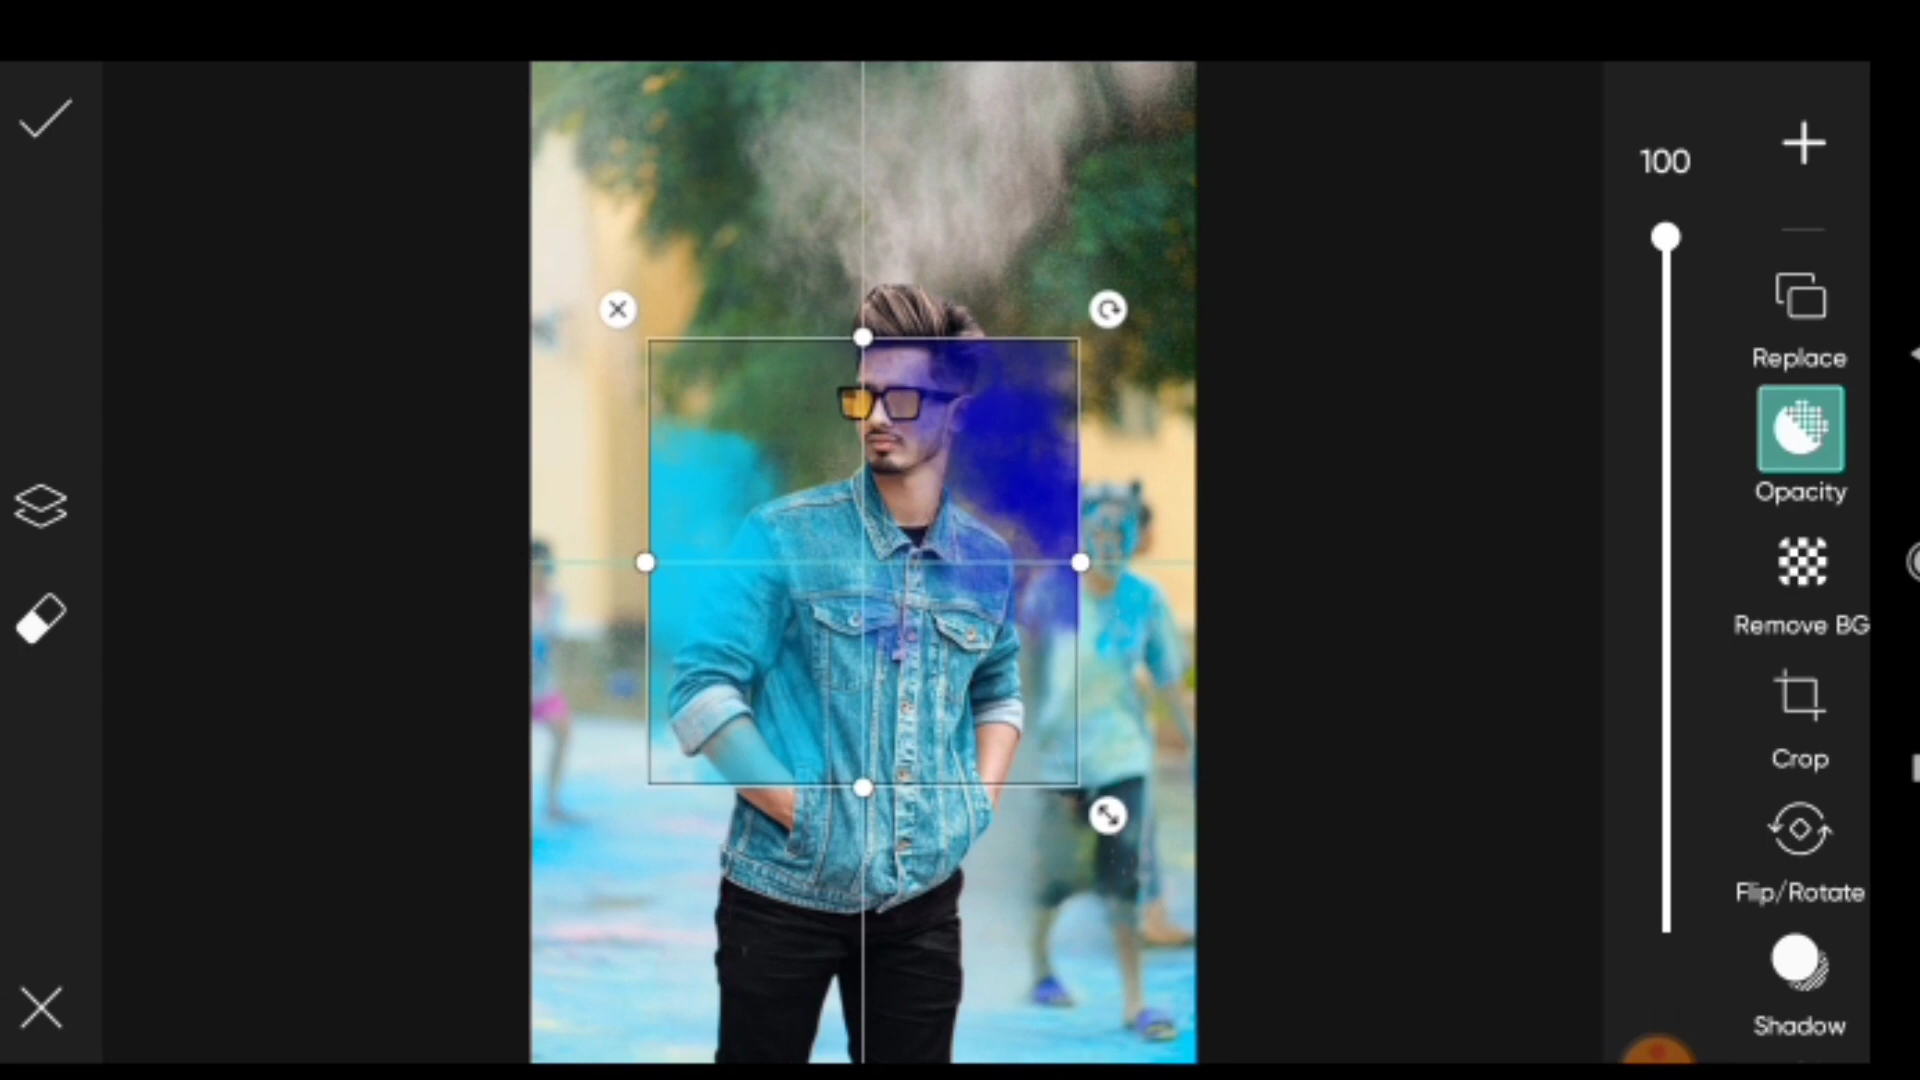 100
Replace
Opacity
Remove BG
Crop
Flip/Rotate
Shadow